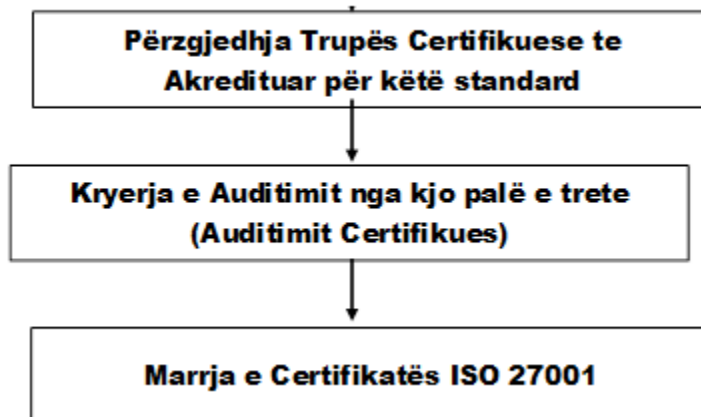 Përzgjedhja Trupës Certifikuese te
Akredituar për këtë standard
Kryerja e Auditimit nga kjo palë e trete
(Auditimit Certifikues)
Marrja e Certifikatës ISO 27001